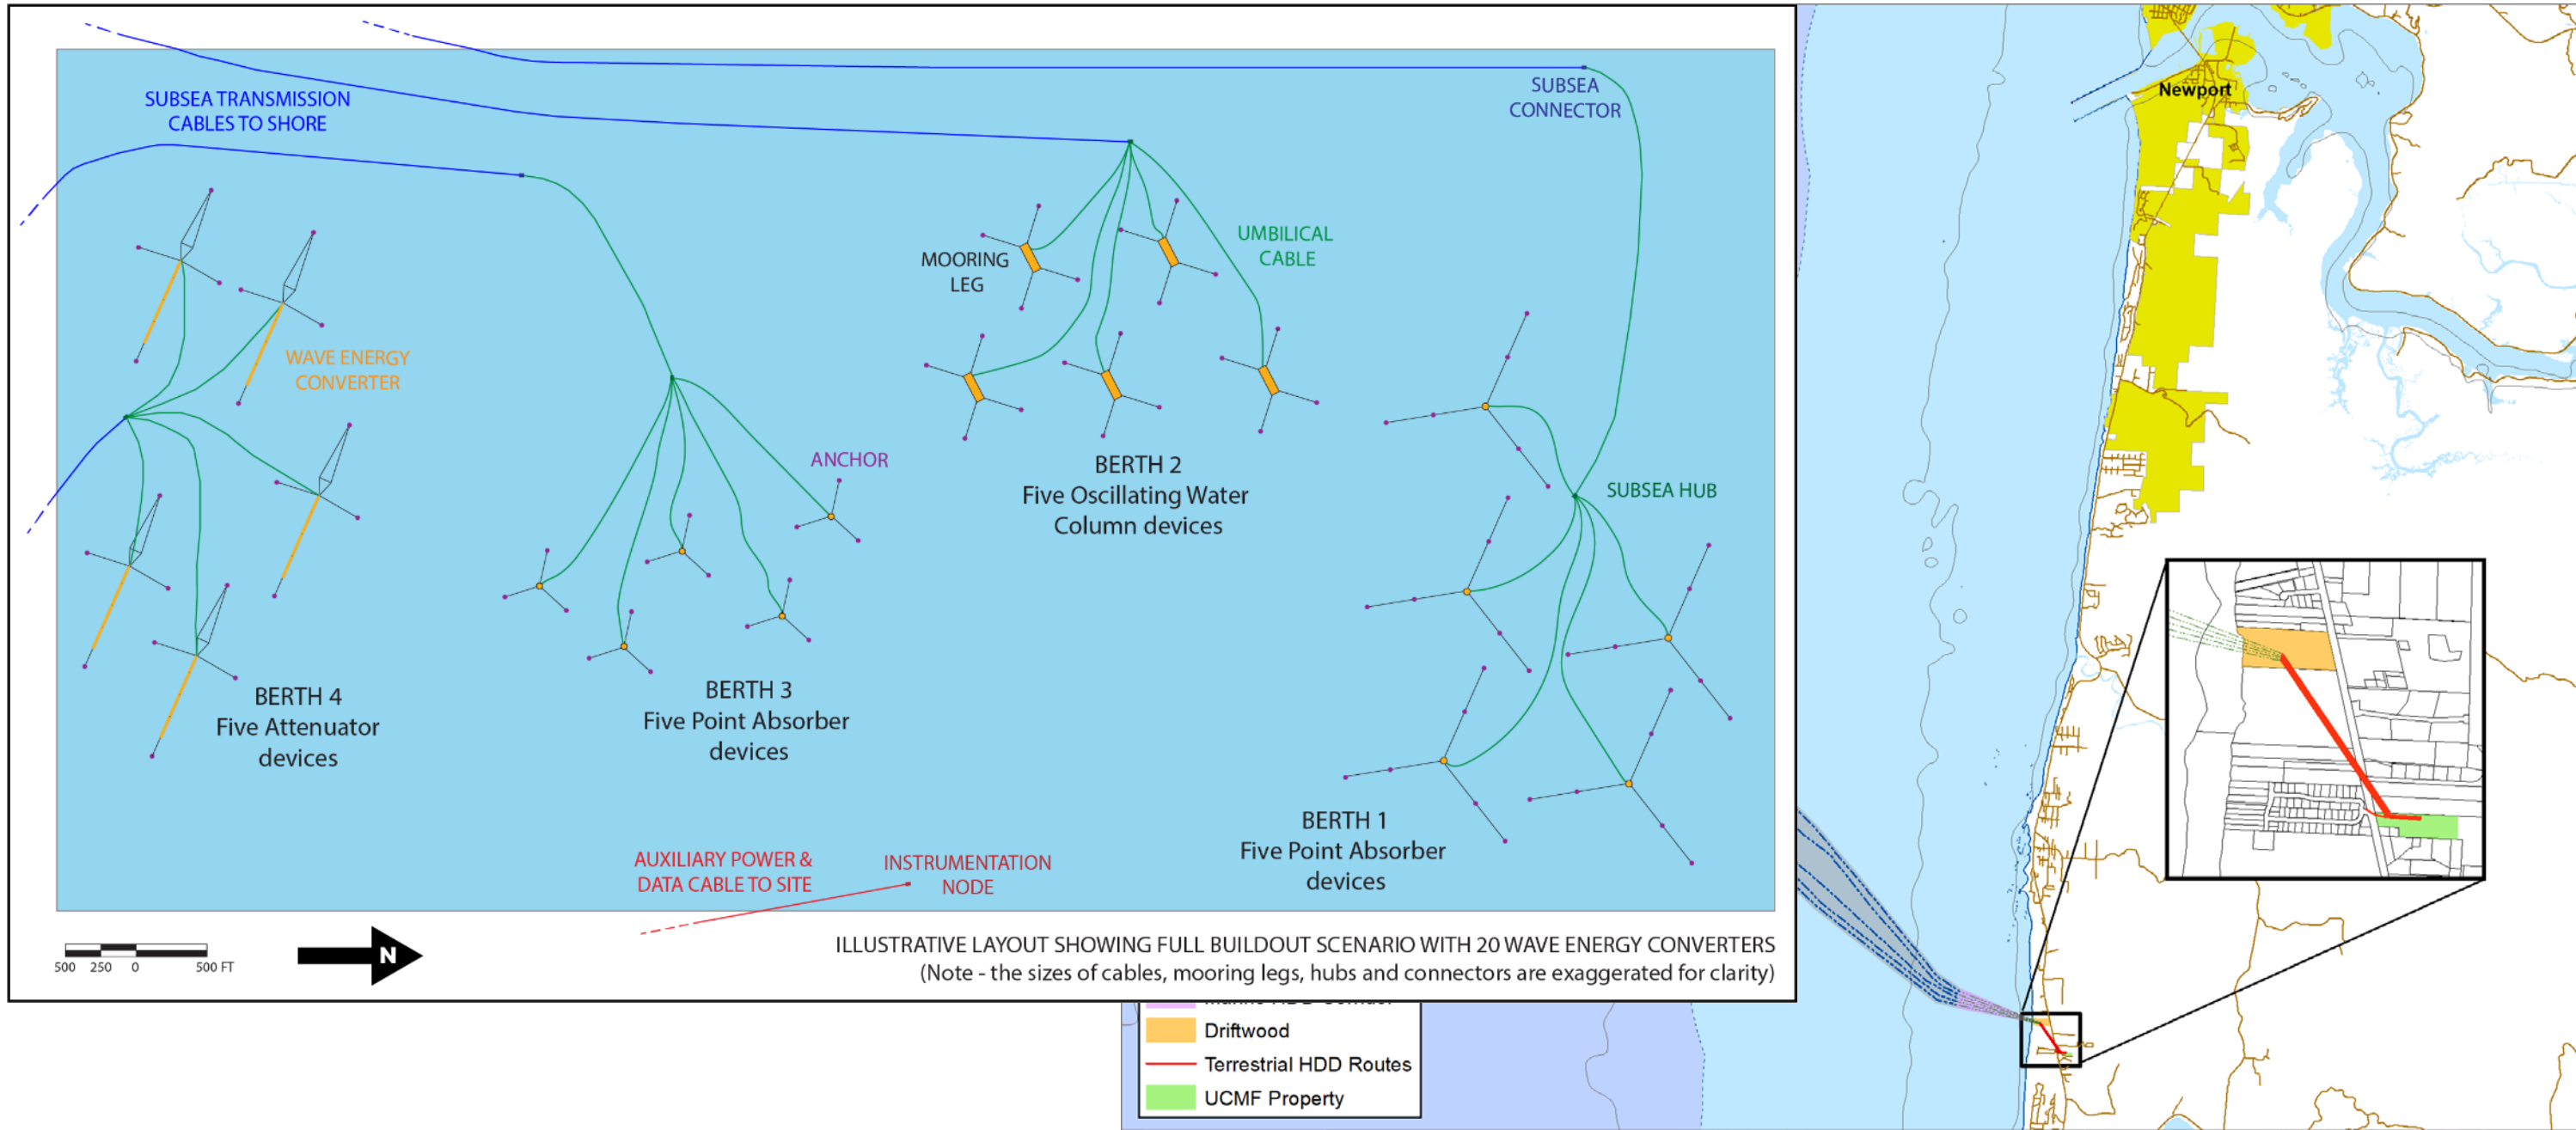 SUBSEA TRANSMISSION
CABLES TO SHORE
SUBSEA
CONNECTOR
MOORING
LEG
UMBILICAL
CABLE
WAVE ENERGY
CONVERTER
ANCHOR
BERTH 2
Five Oscillating Water
Column devices
SUBSEA HUB
BERTH 4
Five Attenuator
devices
BERTH 3
Five Point Absorber
devices
BERTH 1
Five Point Absorber
devices
AUXILIARY POWER &
DATA CABLE TO SITE
INSTRUMENTATION
NODE
500 250 0 500 FT
N
ILLUSTRATIVE LAYOUT SHOWING FULL BUILDOUT SCENARIO WITH 20 WAVE ENERGY CONVERTERS
(Note - the sizes of cables, mooring legs, hubs and connectors are exaggerated for clarity)
Newport
Driftwood
Terrestrial HDD Routes
UCMF Property